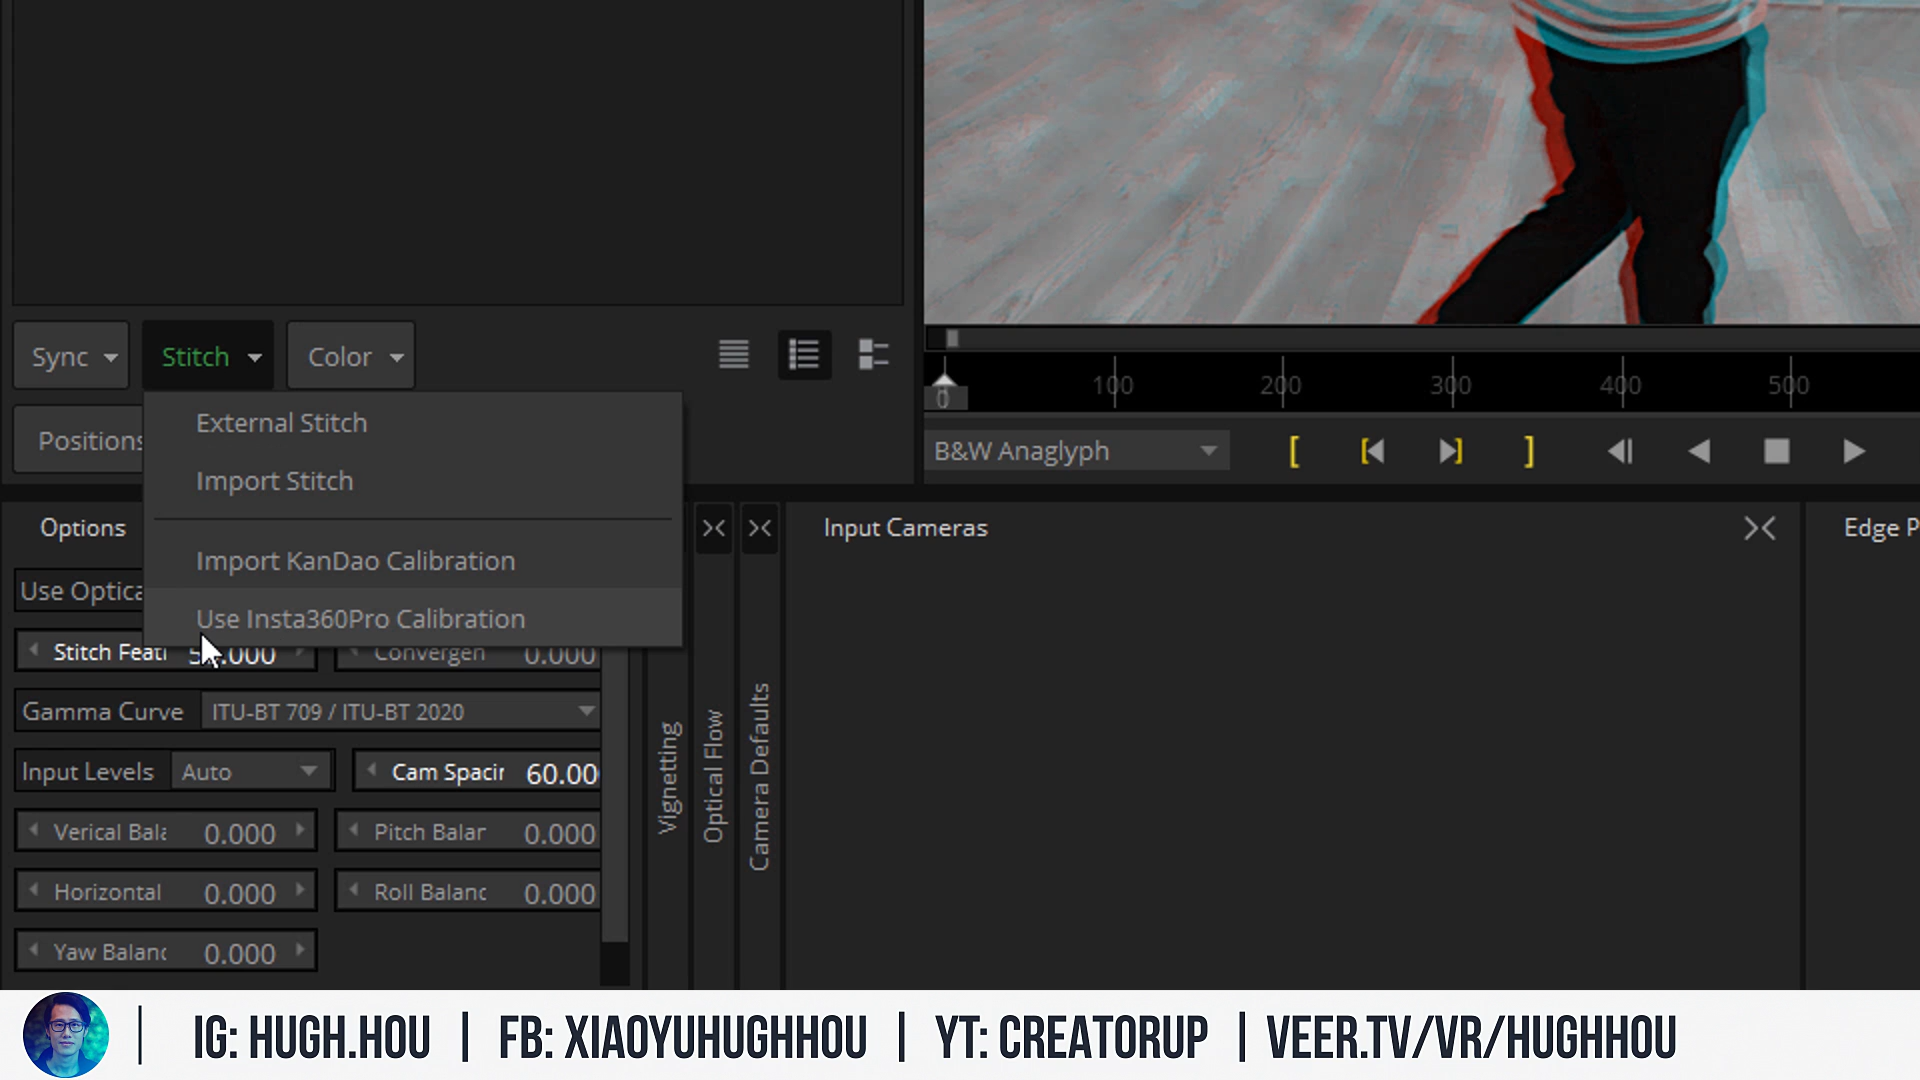 Sync
Stitch
Color
External Stitch
Import Stitch
Import KanDao Calibration
Use Insta360Pro Calibration
Positions
0 100 200 300 400 500
B&W Anaglyph
Options
Input Cameras
Edge P
Use Optica
Stitch Feat 5 .000
Convergen 0.000
Gamma Curve ITU-BT 709 / ITU-BT 2020
Input Levels Auto
Cam Spacir 60.00
Verical Bala 0.000
Pitch Balar 0.000
Horizontal 0.000
Roll Balanc 0.000
Yaw Balanc 0.000
Vignetting
Optical Flow
Camera Defaults
IG: HUGH.HOU | FB: XIAOYUHUGHHOU | YT: CREATORUP | VEER.TV/VR/HUGHHOU